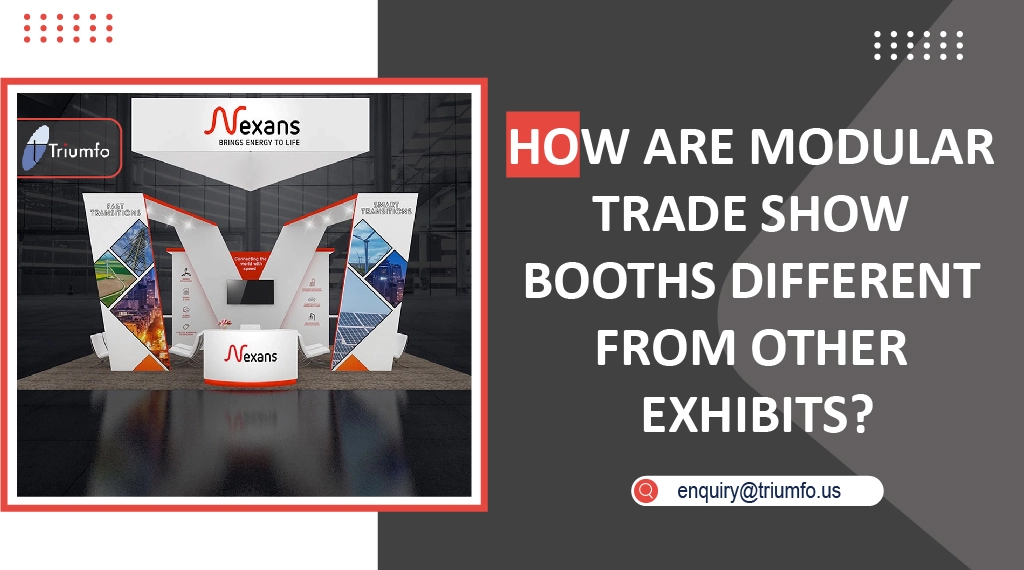 Nexans
BRINGS ENERGY TO LIFE
Triumfo
FAST
TRANSITIONS
SMART
TRANSITIONS
Connecting the
world with
speed
Nexans
HOW ARE MODULAR
TRADE SHOW
BOOTHS DIFFERENT
FROM OTHER
EXHIBITS?
enquiry@triumfo.us